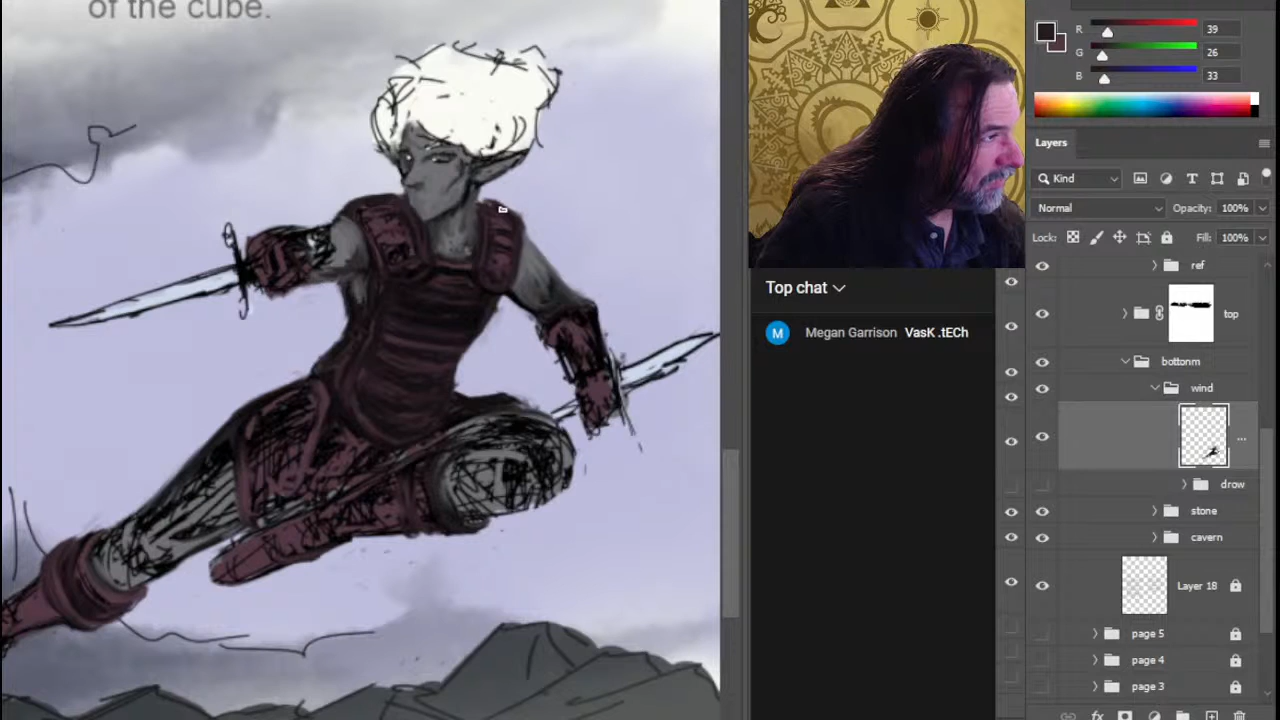 of the cube.
R 39
G 26
B 33
Layers
Kind
Normal Opacity: 100%
Lock: Fill: 100%
ref
top
bottonm
wind
...
drow
stone
cavern
Layer 18
page 5
page 4
page 3
fx
Top chat
M Megan Garrison VasK .tECh